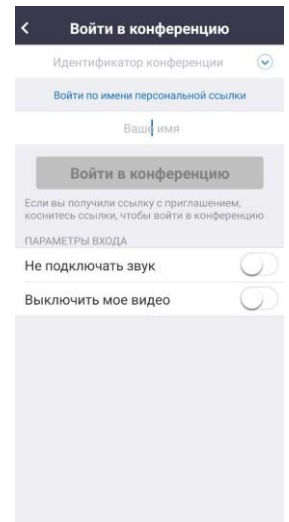 Войти в конференцию
Идентификатор конференции
Войти по имени персональной ссылки
Ваше имя
Войти в конференцию
Если вы получили ссылку с приглашением,
коснитесь ссылки, чтобы войти в конференцию
ПАРАМЕТРЫ ВХОДА
Не подключать звук
Выключить мое видео